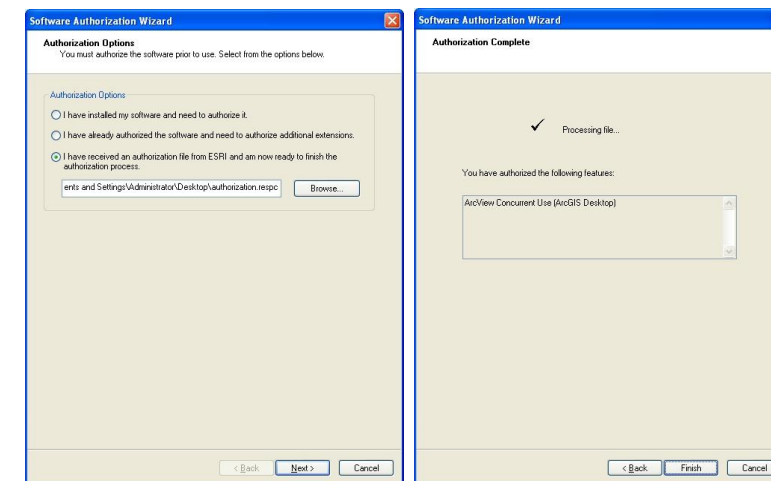 Software Authorization Wizard
Authorization Options
You must authorize the software prior to use. Select from the options below.
Authorization Options
I have installed my software and need to authorize it.
I have already authorized the software and need to authorize additional extensions.
I have received an authorization file from ESRI and am now ready to finish the
authorization process.
ents and Settings\Administrator\Desktop\authorization.respc
Browse...
< Back
Next >
Cancel
Software Authorization Wizard
Authorization Complete
Processing file...
You have authorized the following features:
ArcView Concurrent Use (ArcGIS Desktop)
< Back
Finish
Cancel